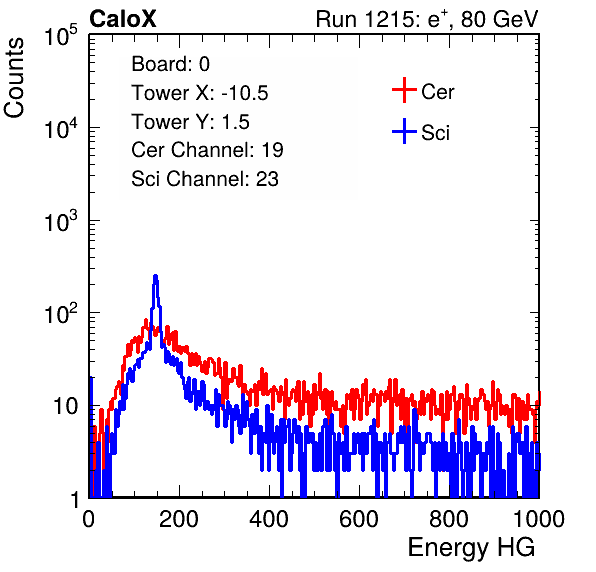 CaloX
Run 1215: e⁺, 80 GeV
Counts
10⁵
10⁴
10³
10²
10
1
Board: 0
Tower X: -10.5
Tower Y: 1.5
Cer Channel: 19
Sci Channel: 23
Cer
Sci
0 200 400 600 800 1000
Energy HG